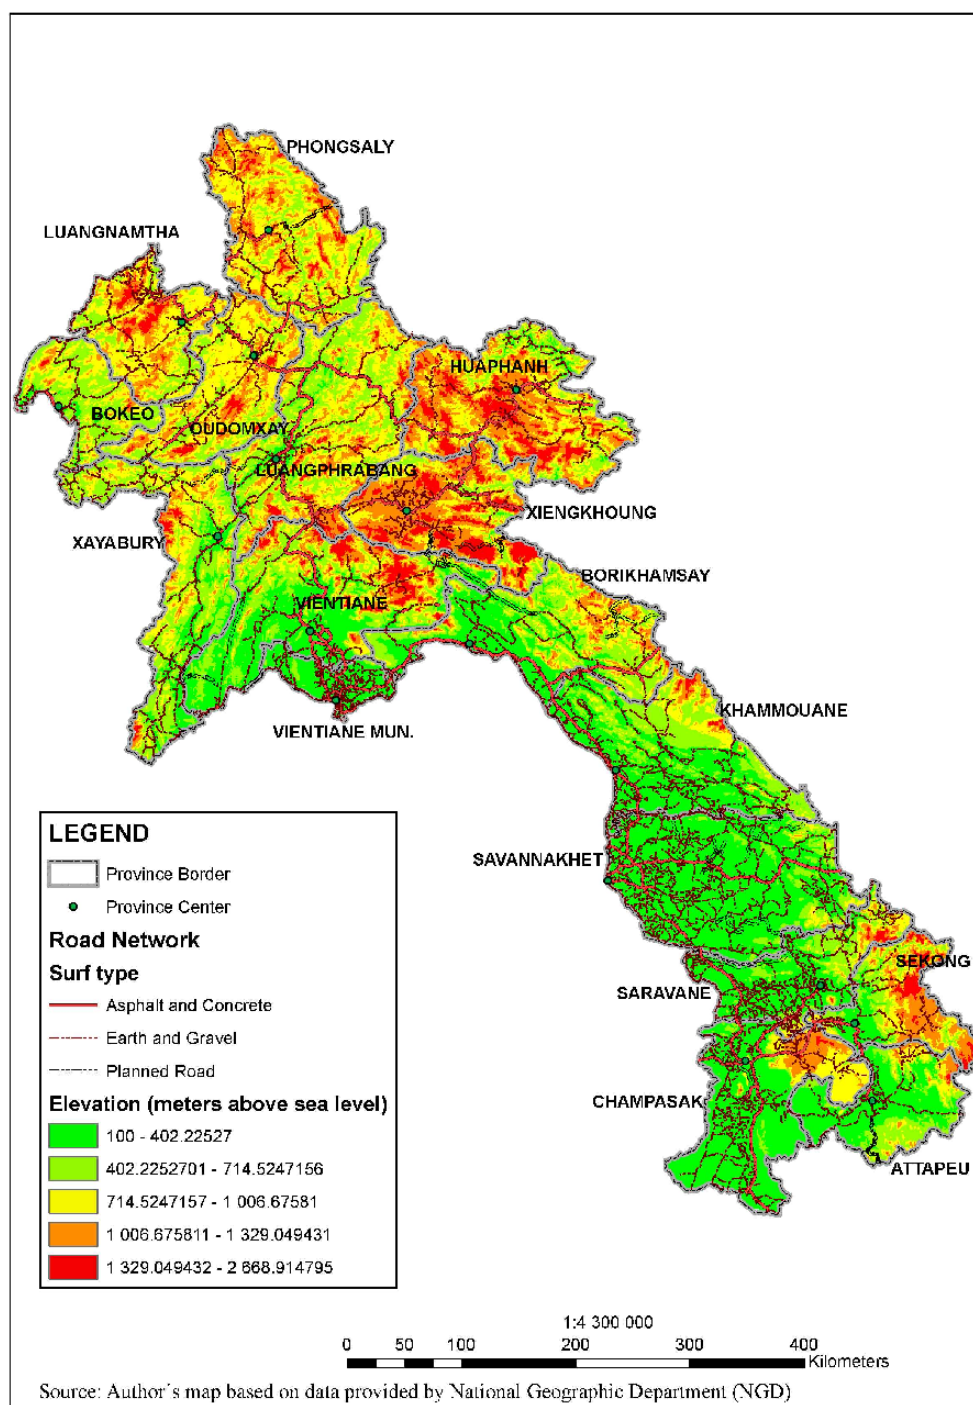 PHONGSALY
LUANGNAMTHA
HUAPHANH
BOKEO
OUDOMXAY
LUANGPHRABANG
XIENGKHOUNG
XAYABURY
BORIKHAMSAY
VIENTIANE
KHAMMOUANE
VIENTIANE MUN.
SAVANNAKHET
SEKONG
SARAVANE
CHAMPASAK
ATTAPEU
LEGEND
Province Border
Province Center
Road Network
Surf type
Asphalt and Concrete
Earth and Gravel
Planned Road
Elevation (meters above sea level)
100 - 402.22527
402.2252701 - 714.5247156
714.5247157 - 1 006.67581
1 006.675811 - 1 329.049431
1 329.049432 - 2 668.914795
1:4 300 000
0 50 100 200 300 400
Kilometers
Source: Author´s map based on data provided by National Geographic Department (NGD)